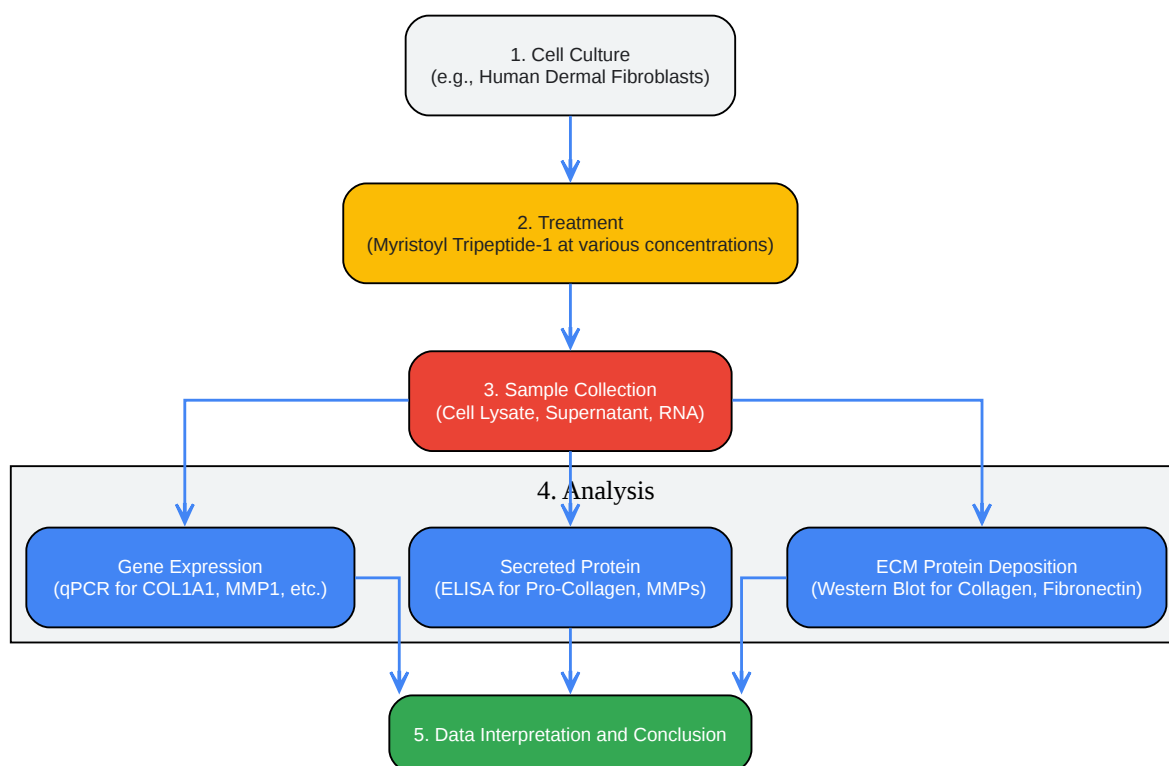 1. Cell Culture
(e.g., Human Dermal Fibroblasts)
2. Treatment
(Myristoyl Tripeptide-1 at various concentrations)
3. Sample Collection
(Cell Lysate, Supernatant, RNA)
4. Analysis
Gene Expression
(qPCR for COL1A1, MMP1, etc.)
Secreted Protein
(ELISA for Pro-Collagen, MMPs)
ECM Protein Deposition
(Western Blot for Collagen, Fibronectin)
5. Data Interpretation and Conclusion